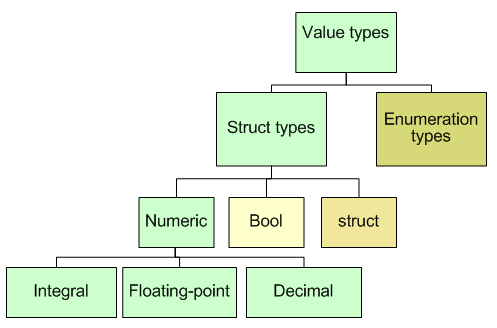 Value types
Struct types
Enumeration
types
Numeric
Bool
struct
Integral
Floating-point
Decimal